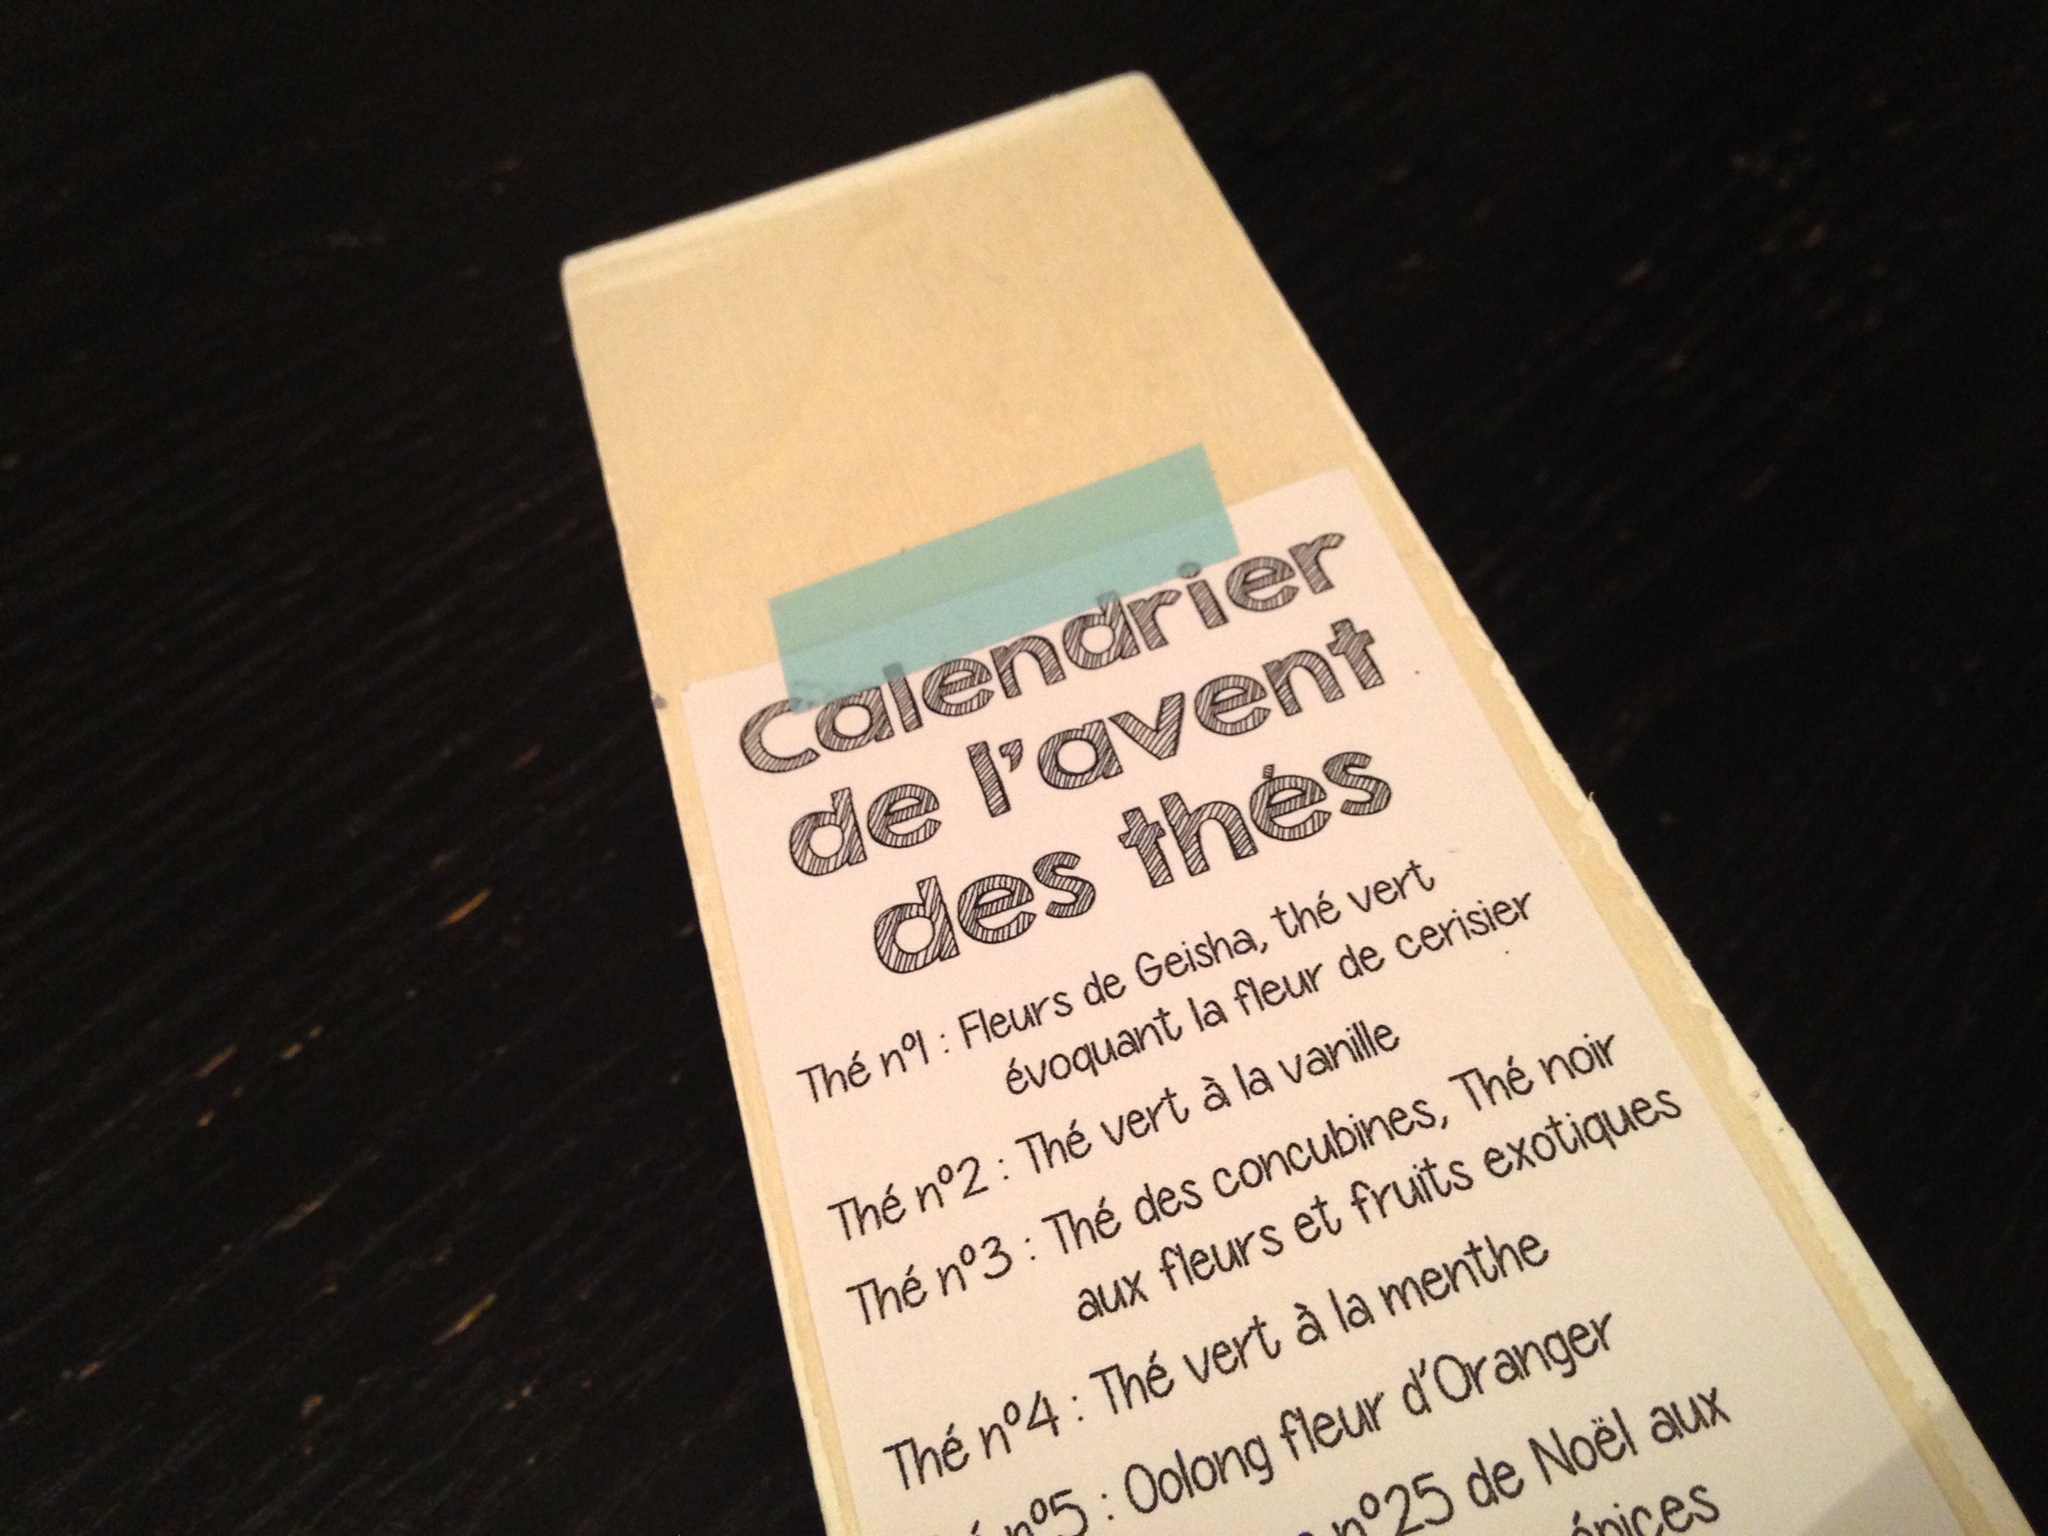 Calendrier
de l'avent
des thés
Thé n°1 : Fleurs de Geisha, thé vert
évoquant la fleur de cerisier
Thé n°2 : Thé vert à la vanille
Thé n°3 : Thé des concubines, Thé noir
aux fleurs et fruits exotiques
Thé n°4 : Thé vert à la menthe
n°5 : Oolong fleur d'Oranger
n°25 de Noël aux
épices